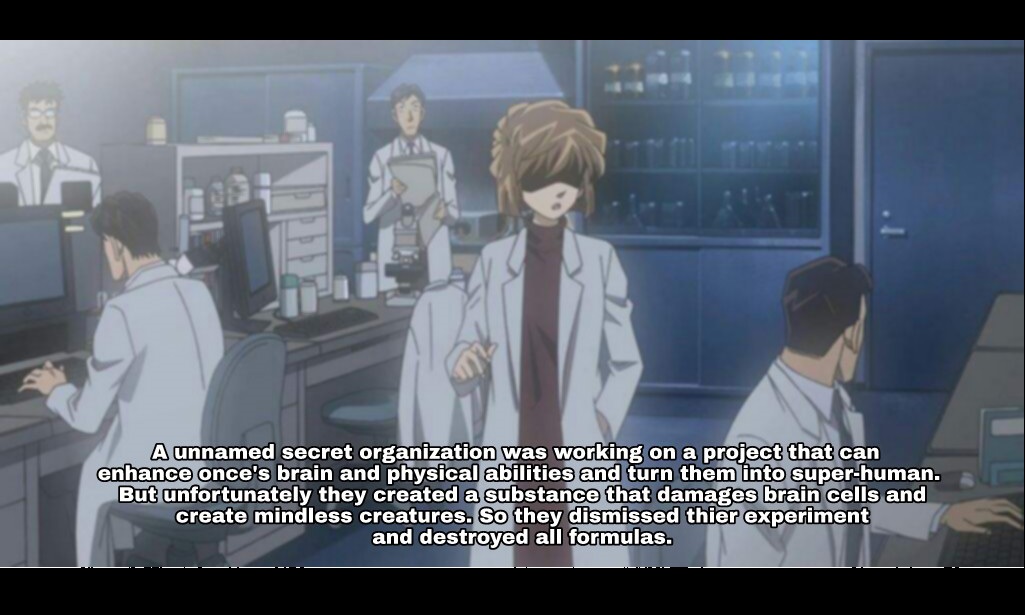 A unnamed secret organization was working on a project that can
enhance once's brain and physical abilities and turn them into super-human.
But unfortunately they created a substance that damages brain cells and
create mindless creatures. So they dismissed thier experiment
and destroyed all formulas.